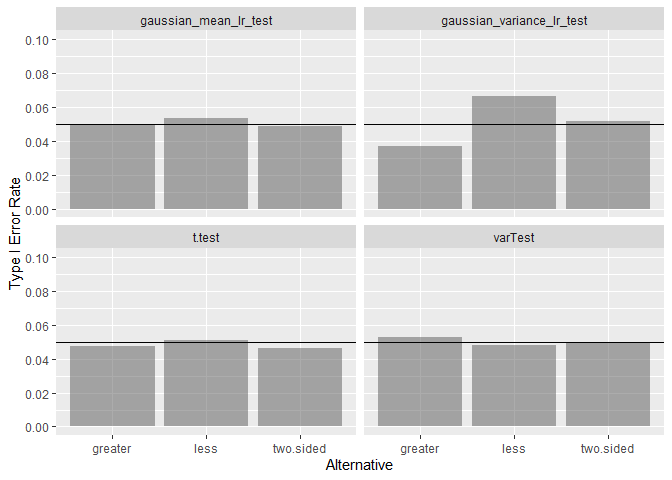 gaussian_mean_lr_test
gaussian_variance_lr_test
0.10
0.08
0.06
0.04
0.02
0.00
Type I Error Rate
t.test
varTest
0.10
0.08
0.06
0.04
0.02
0.00
greater
less
two.sided
greater
less
two.sided
Alternative